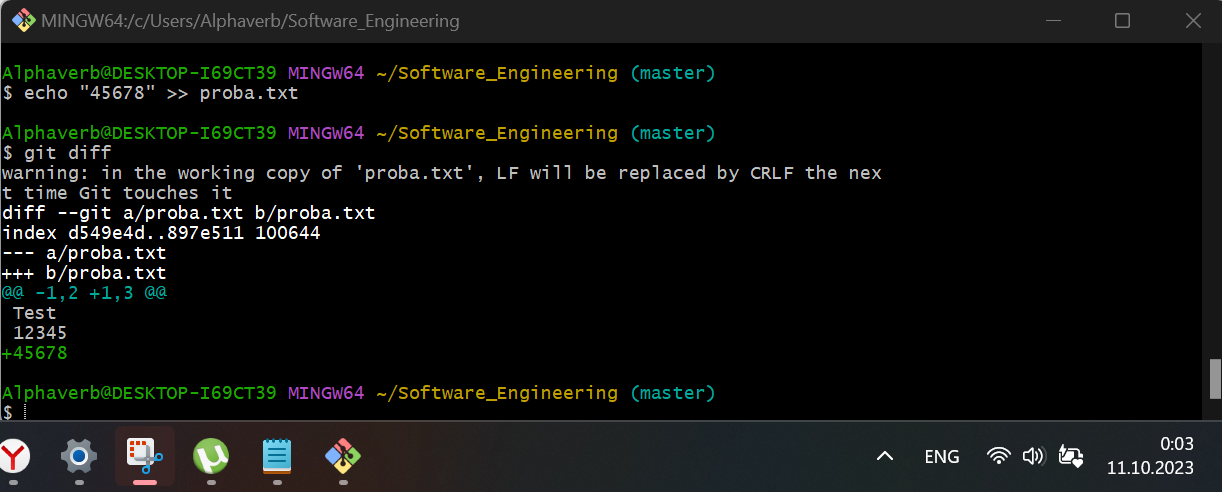 MINGW64:/c/Users/Alphaverb/Software_Engineering
Alphaverb@DESKTOP-I69CT39 MINGW64 ~/Software_Engineering (master)
$ echo "45678" >> proba.txt
Alphaverb@DESKTOP-I69CT39 MINGW64 ~/Software_Engineering (master)
$ git diff
warning: in the working copy of 'proba.txt', LF will be replaced by CRLF the nex
t time Git touches it
diff --git a/proba.txt b/proba.txt
index d549e4d..897e511 100644
--- a/proba.txt
+++ b/proba.txt
@@ -1,2 +1,3 @@
 Test
 12345
+45678
Alphaverb@DESKTOP-I69CT39 MINGW64 ~/Software_Engineering (master)
$
ENG
0:03
11.10.2023